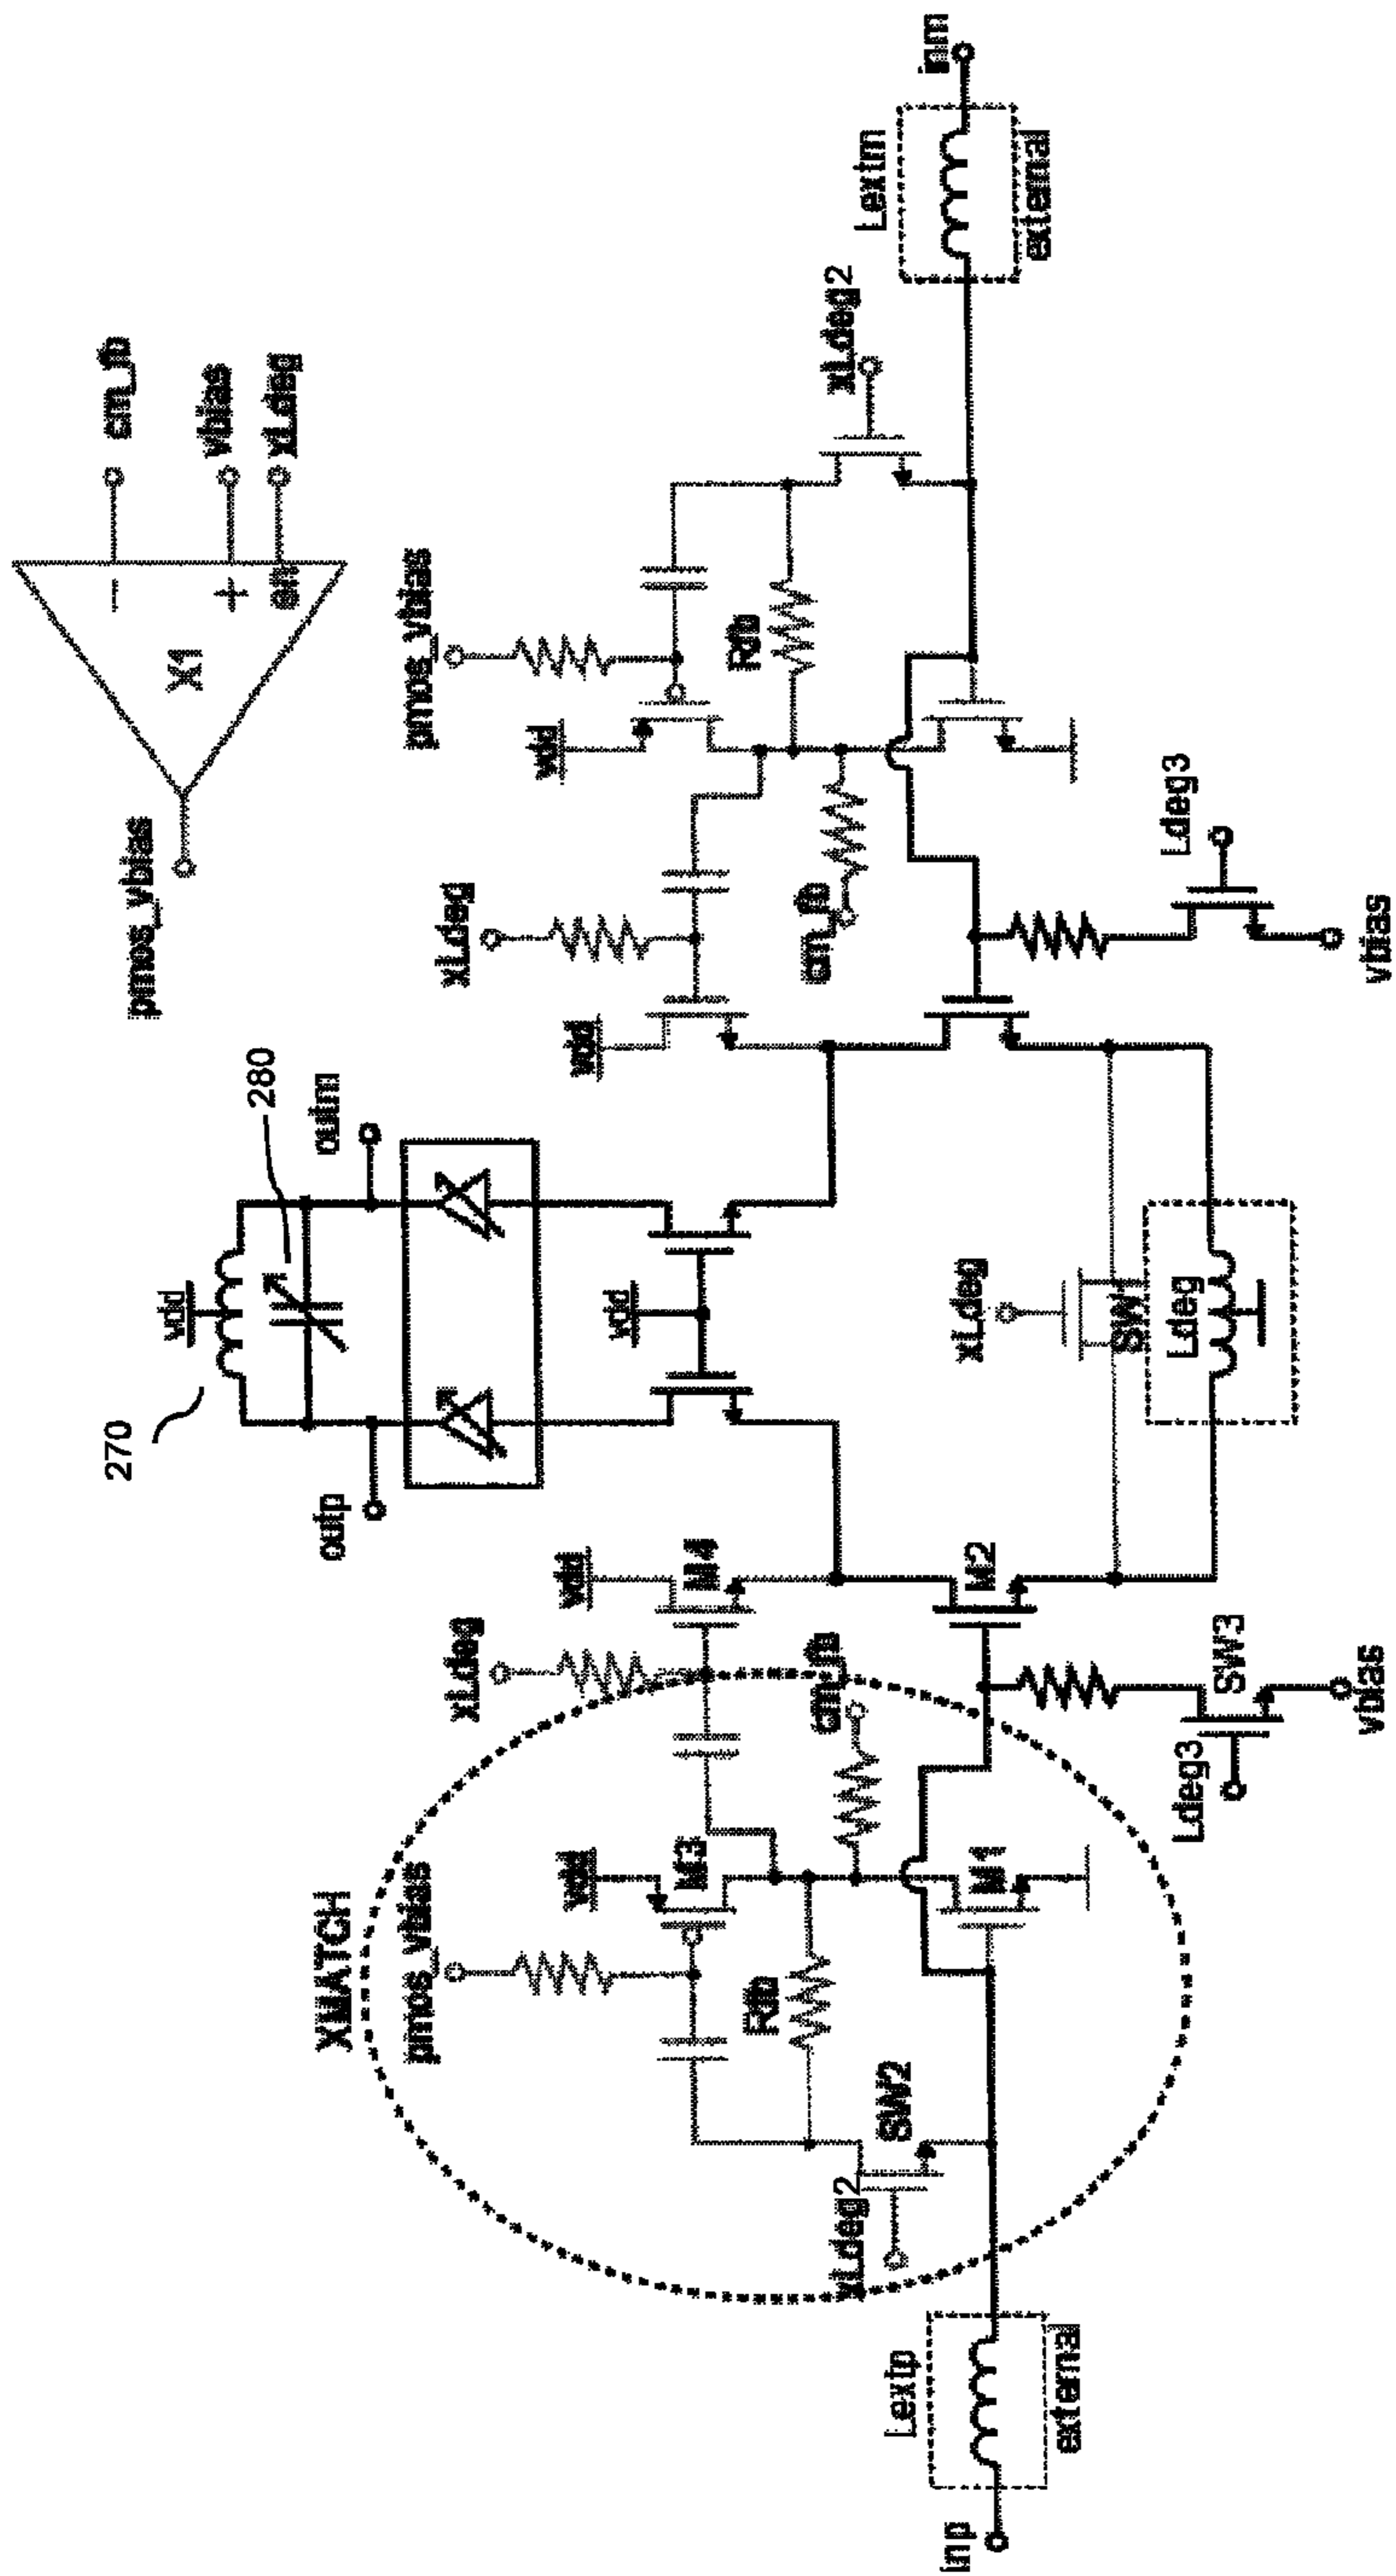 pmos_vbias
X1
−
+
en
cm_fb
vbias
xLdeg
270
vdd
280
outp
outm
vdd
XMATCH
pmos_vbias
vdd
M3
Rfb
SW2
xLdeg2
M1
cm_fb
xLdeg
vdd
M4
M2
Ldeg3
SW3
vbias
Lextp
external
inp
xLdeg
SW1
Ldeg
vdd
xLdeg
cm_fb
vdd
pmos_vbias
Rfb
xLdeg2
Ldeg3
vbias
Lextm
external
inm